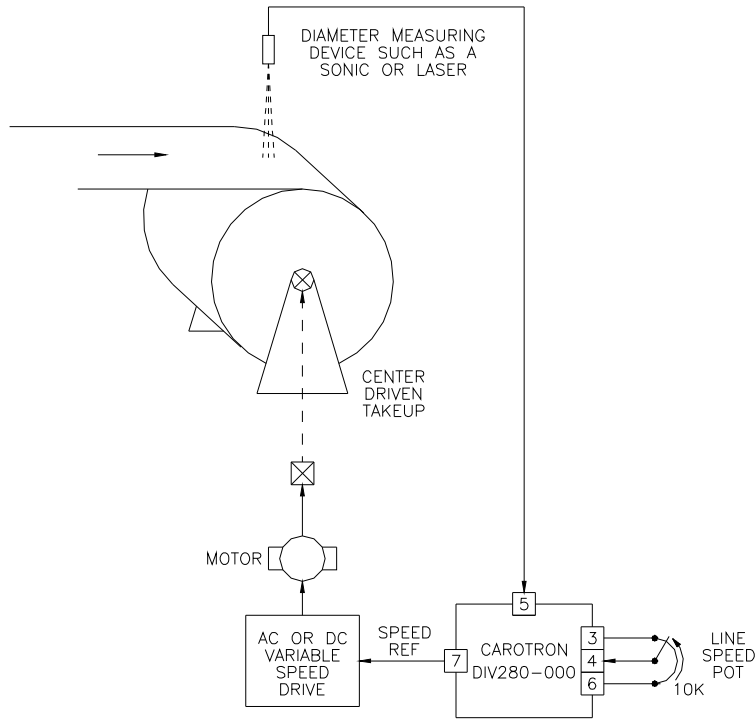 DIAMETER MEASURING
DEVICE SUCH AS A
SONIC OR LASER
CENTER
DRIVEN
TAKEUP
MOTOR
AC OR DC
VARIABLE
SPEED
DRIVE
SPEED
REF
7
5
CAROTRON
DIV280-000
3
4
6
10K
LINE
SPEED
POT